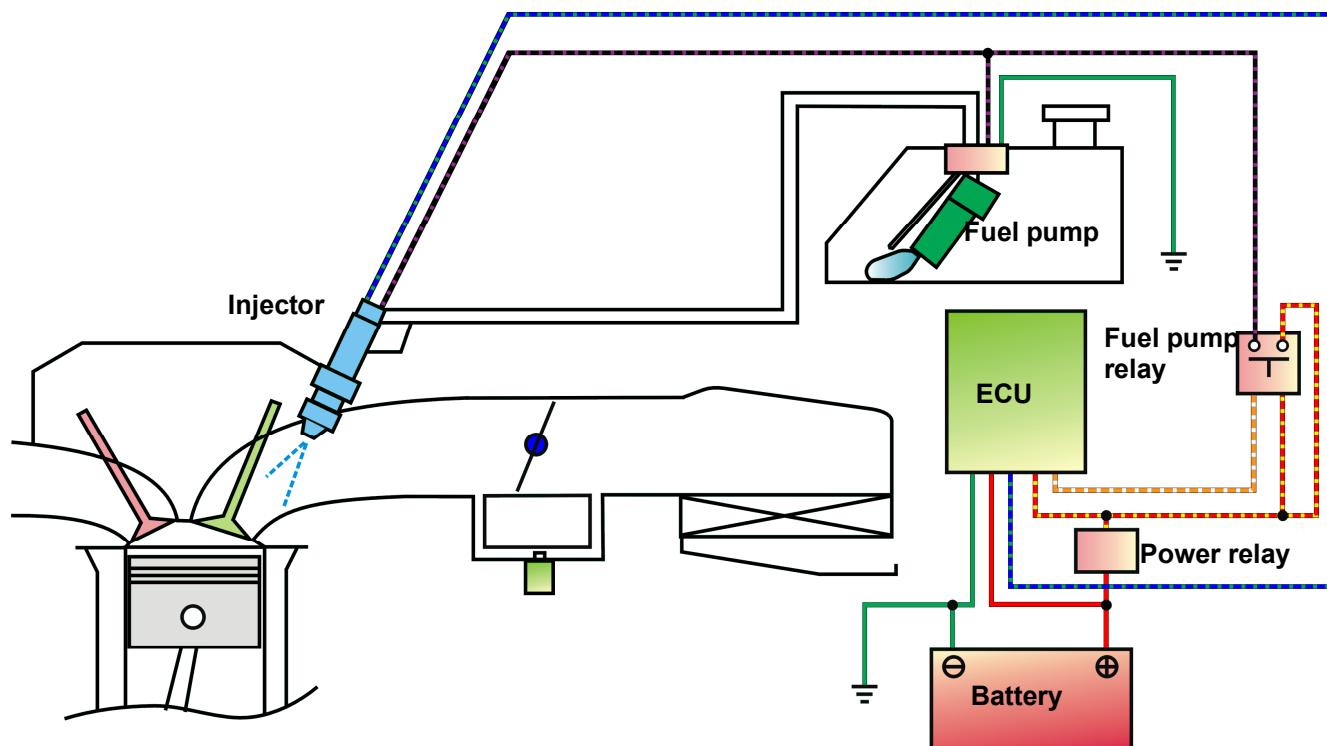 Injector
Fuel pump
Fuel pump
relay
ECU
Power relay
Battery